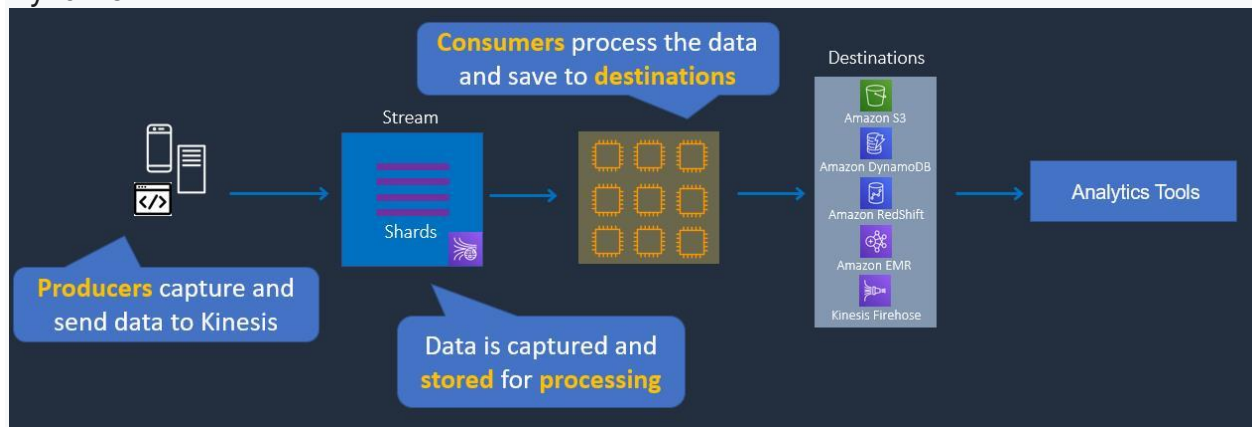 Consumers process the data
and save to destinations
Destinations
Stream
Amazon S3
Amazon DynamoDB
</>
Amazon RedShift
Analytics Tools
Shards
Amazon EMR
Producers capture and
send data to Kinesis
Kinesis Firehose
Data is captured and
stored for processing